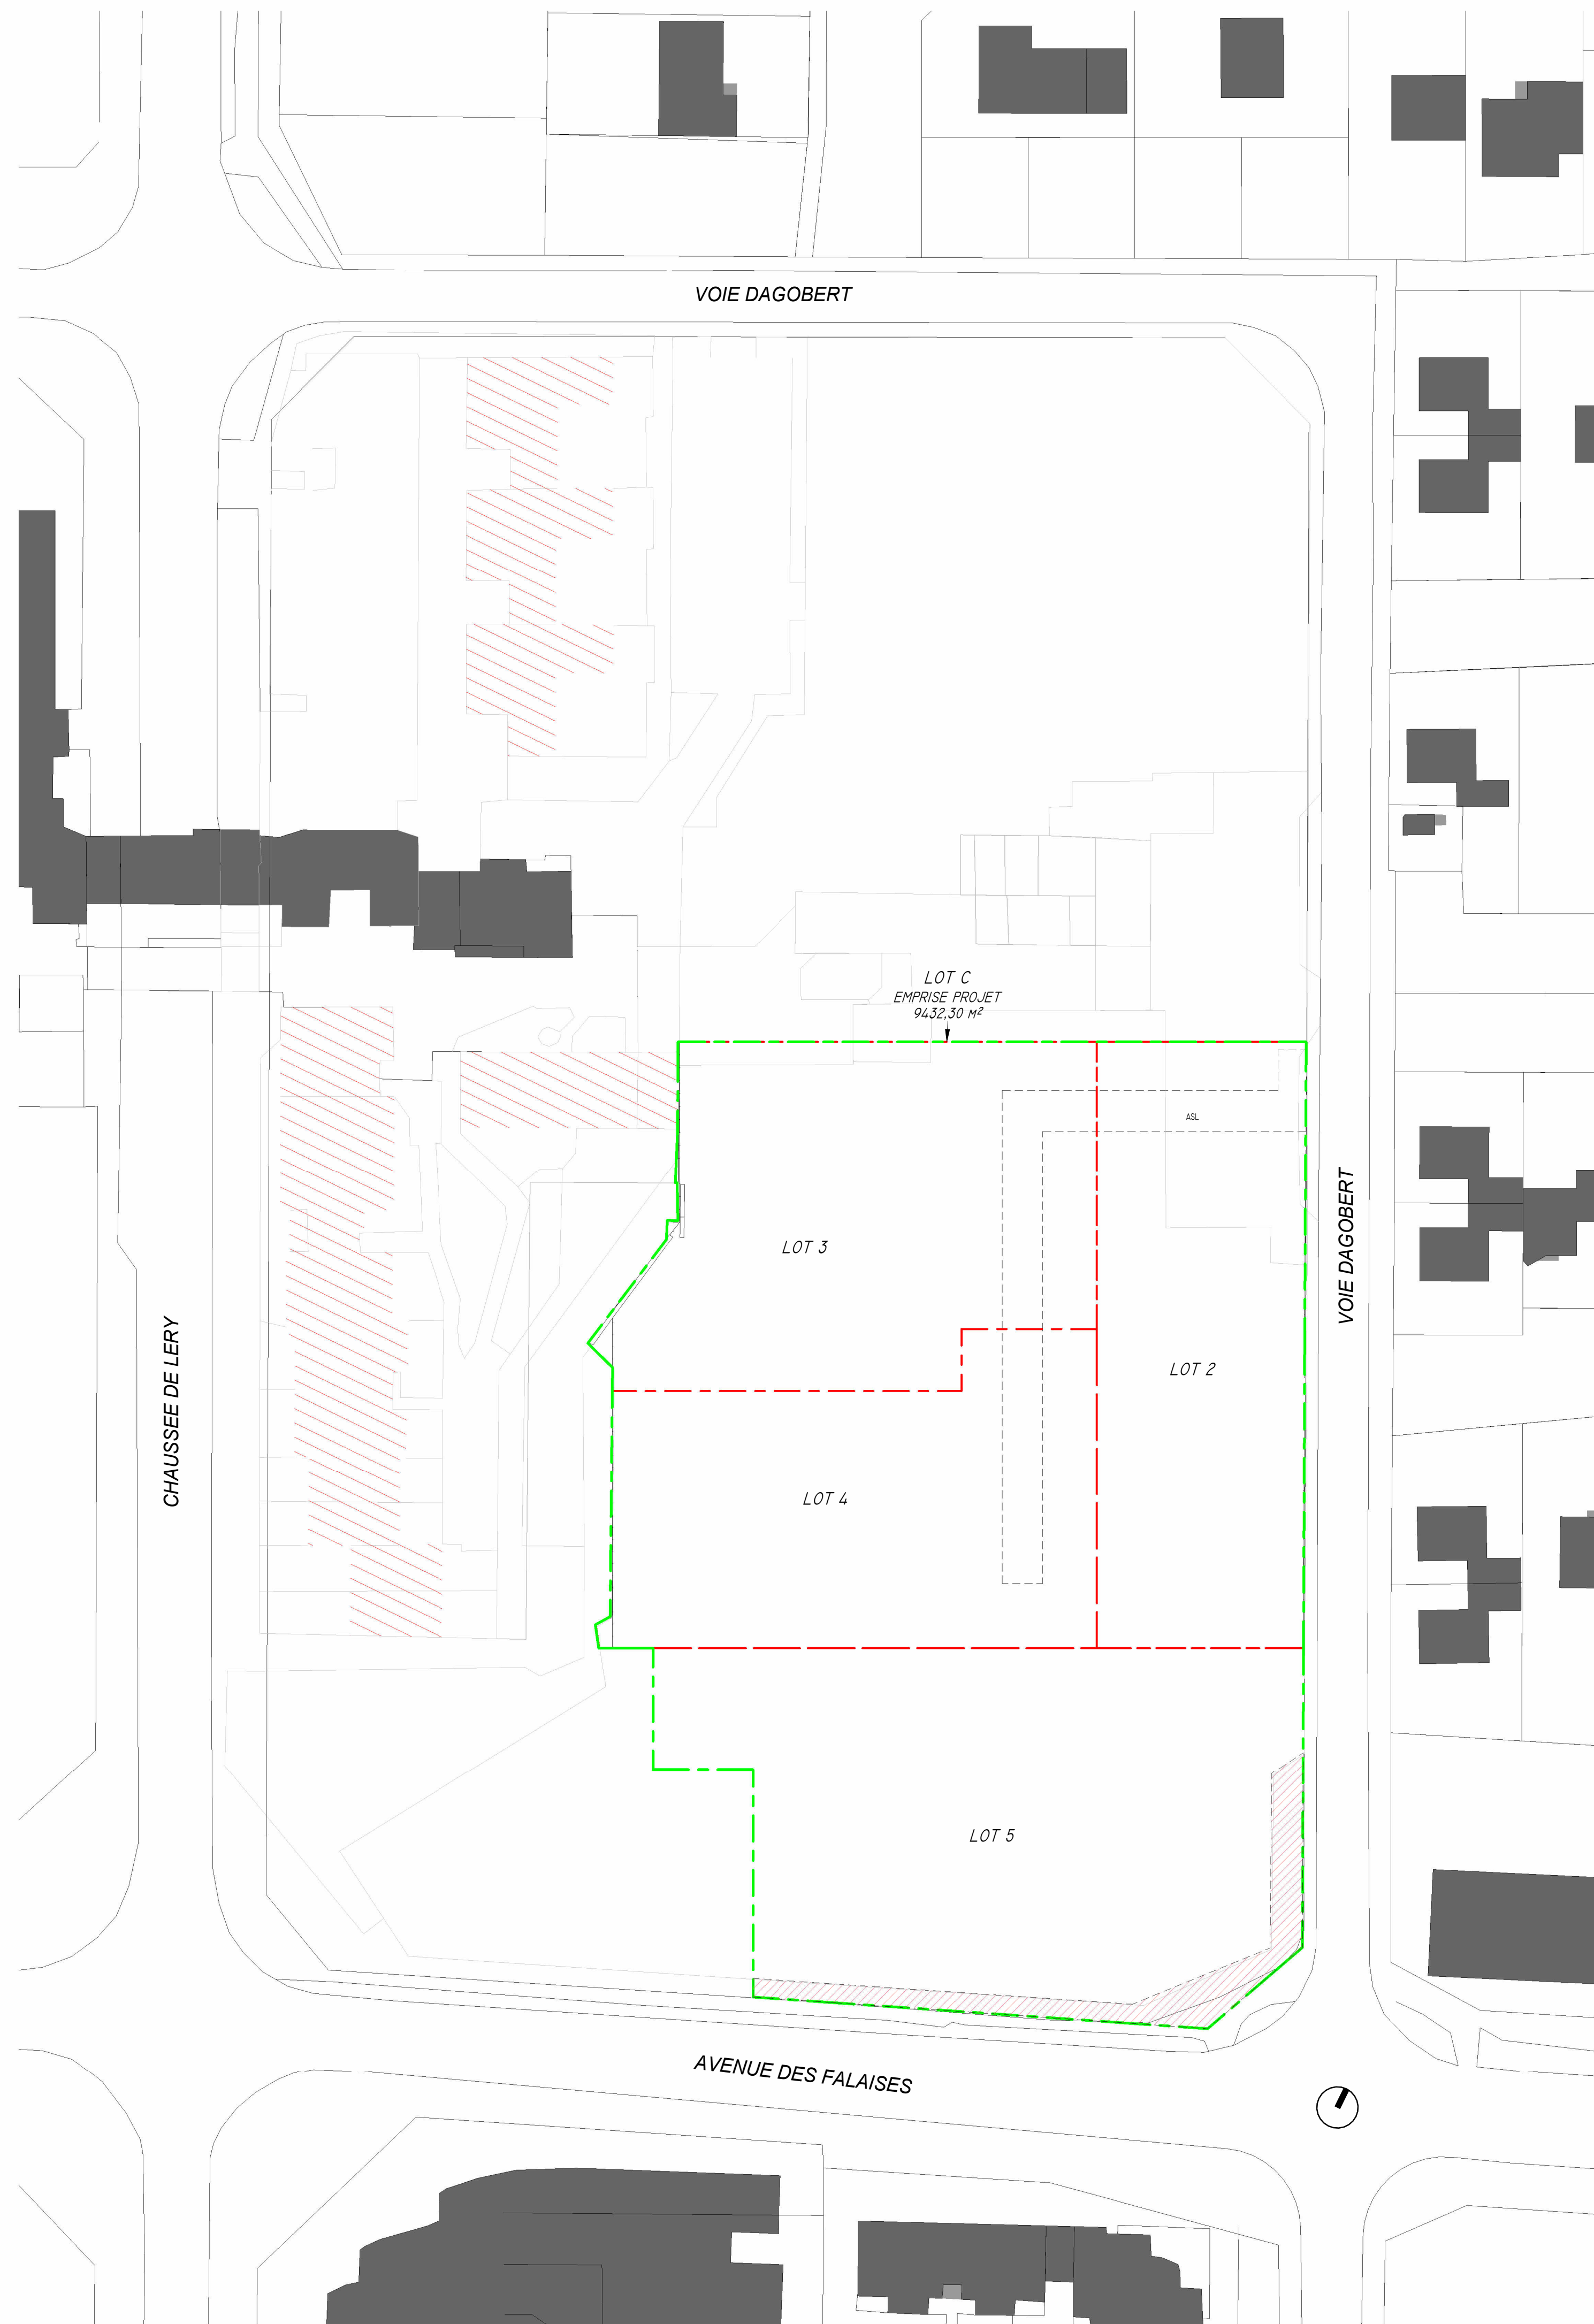 VOIE DAGOBERT
LOT C
EMPRISE PROJET
9432,30 M²
ASL
LOT 3
VOIE DAGOBERT
LOT 2
CHAUSSEE DE LERY
LOT 4
LOT 5
AVENUE DES FALAISES